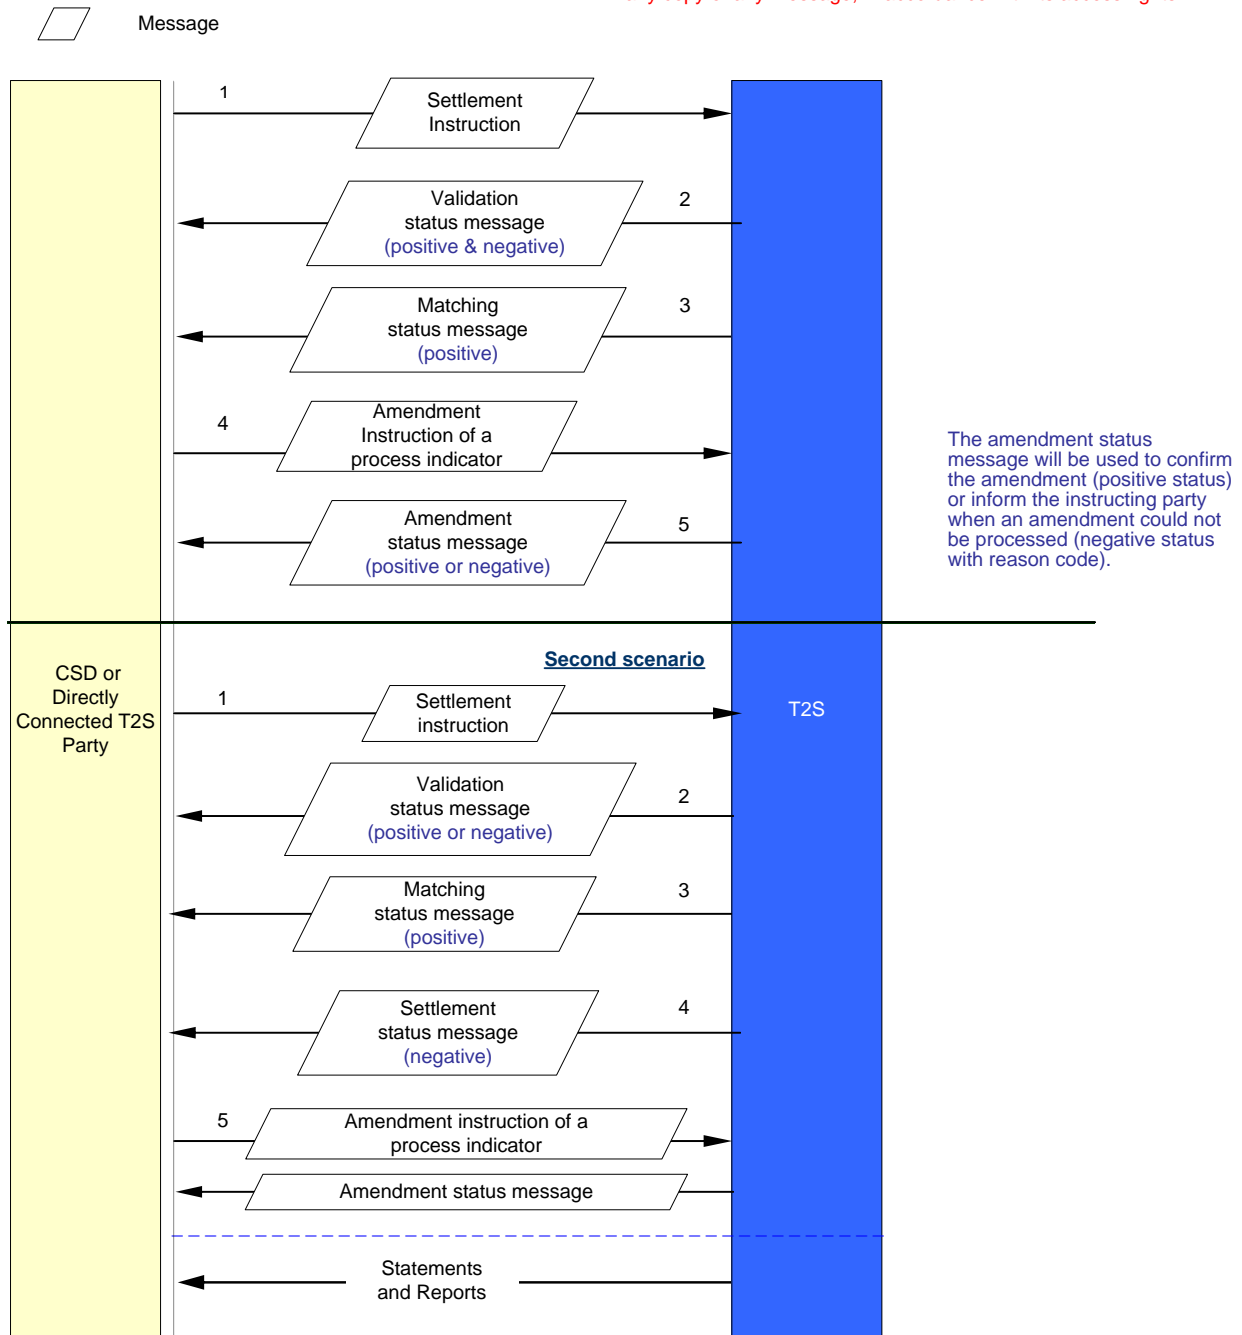 Message
1
Settlement
Instruction
Validation
status message
(positive & negative)
2
Matching
status message
(positive)
3
4
Amendment
Instruction of a
process indicator
Amendment
status message
(positive or negative)
5
The amendment status
message will be used to confirm
the amendment (positive status)
or inform the instructing party
when an amendment could not
be processed (negative status
with reason code).
Second scenario
CSD or
Directly
Connected T2S
Party
T2S
1
Settlement
instruction
Validation
status message
(positive or negative)
2
Matching
status message
(positive)
3
Settlement
status message
(negative)
4
5
Amendment instruction of a
process indicator
Amendment status message
Statements
and Reports